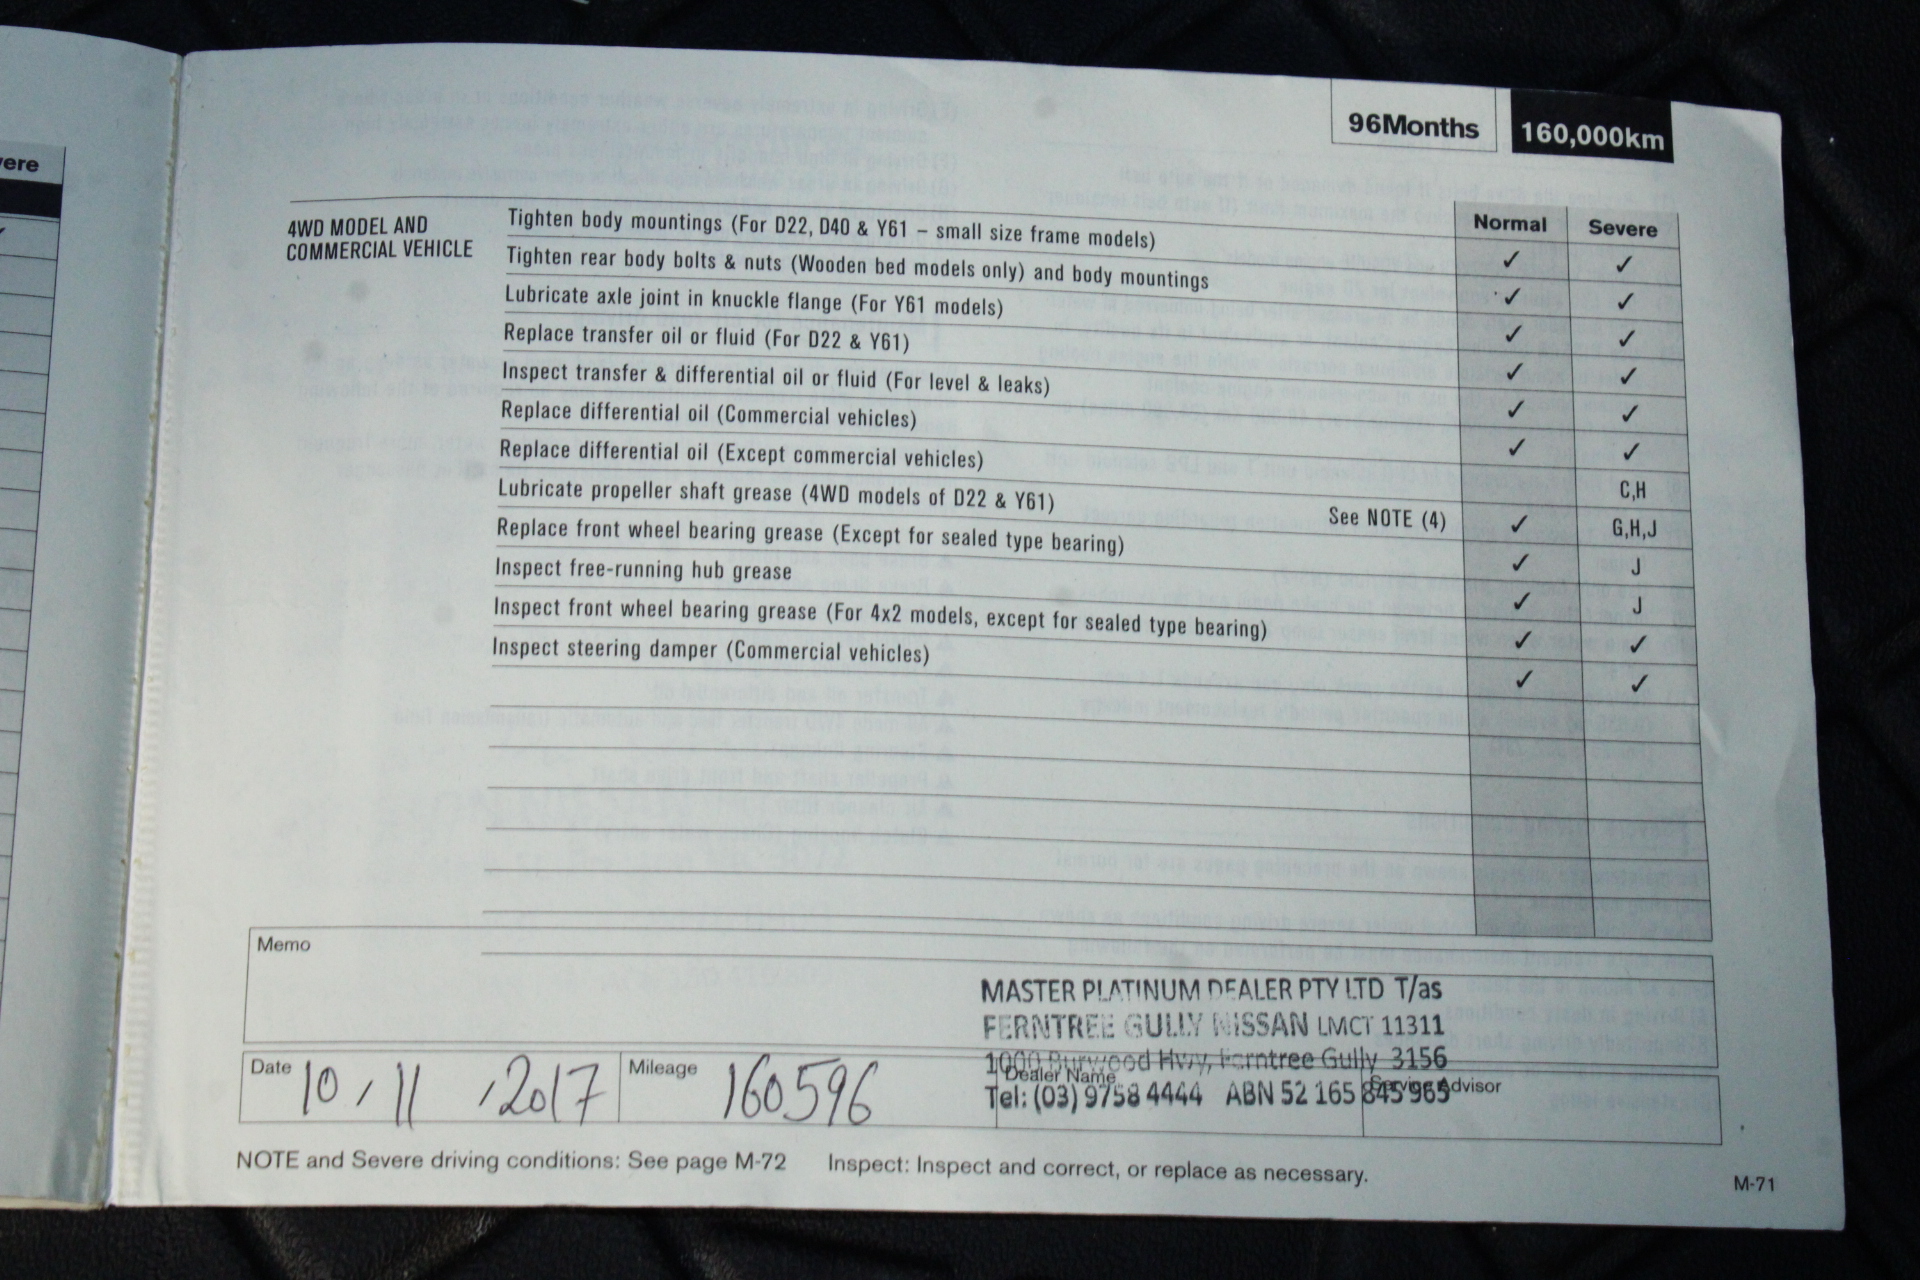 ere
96Months 160,000km
4WD MODEL AND
COMMERCIAL VEHICLE
Normal Severe
Tighten body mountings (For D22, D40 & Y61 – small size frame models) ✓ ✓
Tighten rear body bolts & nuts (Wooden bed models only) and body mountings ✓ ✓
Lubricate axle joint in knuckle flange (For Y61 models) ✓ ✓
Replace transfer oil or fluid (For D22 & Y61) ✓ ✓
Inspect transfer & differential oil or fluid (For level & leaks) ✓ ✓
Replace differential oil (Commercial vehicles) ✓ ✓
Replace differential oil (Except commercial vehicles) C,H
Lubricate propeller shaft grease (4WD models of D22 & Y61) See NOTE (4) ✓ G,H,J
Replace front wheel bearing grease (Except for sealed type bearing) ✓ J
Inspect free-running hub grease ✓ J
Inspect front wheel bearing grease (For 4x2 models, except for sealed type bearing) ✓ ✓
Inspect steering damper (Commercial vehicles) ✓ ✓
Memo
MASTER PLATINUM DEALER PTY LTD T/as
FERNTREE GULLY NISSAN LMCT 11311
1000 Burwood Hwy, Ferntree Gully 3156
Tel: (03) 9758 4444 ABN 52 165 845 965
Date 10 / 11 / 2017
Mileage 160596
Dealer Name
Service Advisor
NOTE and Severe driving conditions: See page M-72 Inspect: Inspect and correct, or replace as necessary.
M-71